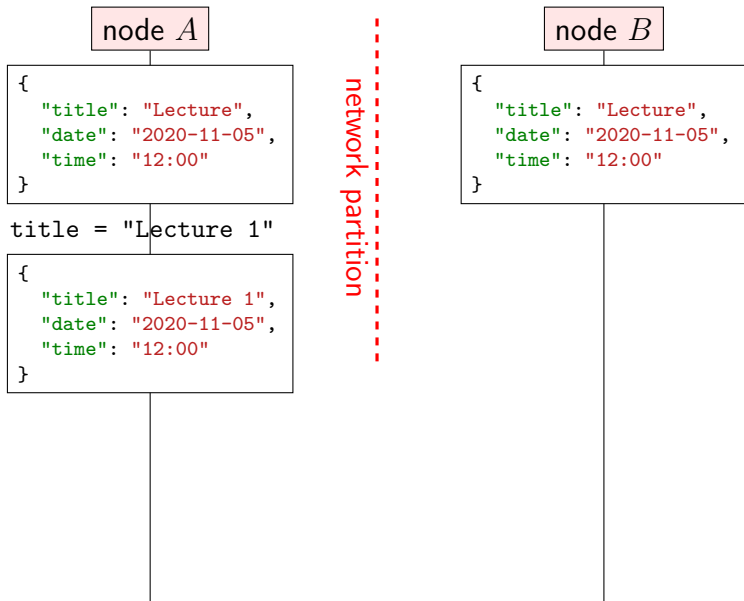 node A
{
  "title": "Lecture",
  "date": "2020-11-05",
  "time": "12:00"
}
title = "Lecture 1"
{
  "title": "Lecture 1",
  "date": "2020-11-05",
  "time": "12:00"
}
network partition
node B
{
  "title": "Lecture",
  "date": "2020-11-05",
  "time": "12:00"
}